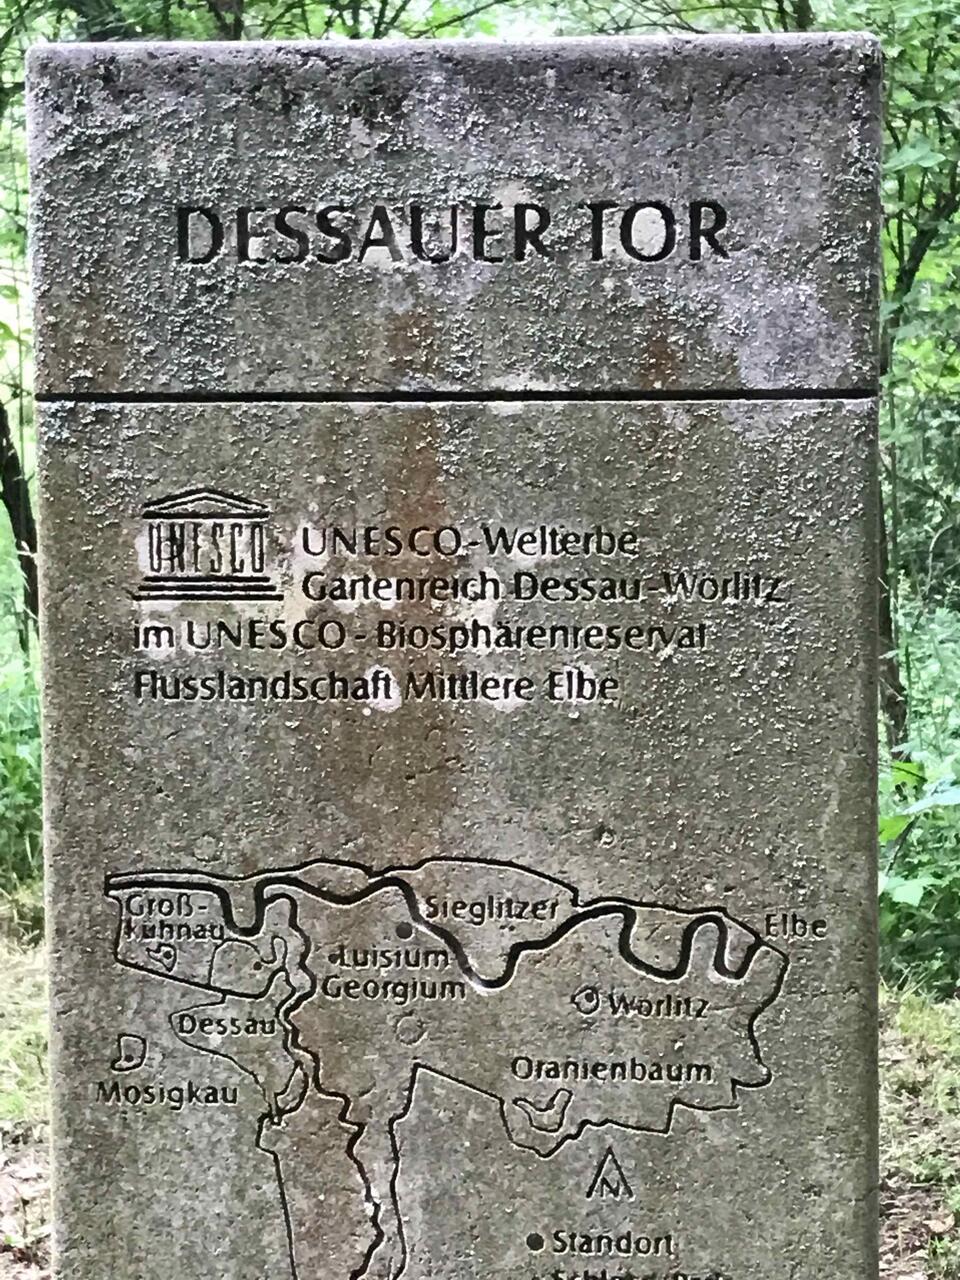 DESSAUER TOR
UNESCO
UNESCO-Welterbe
Gartenreich Dessau-Wörlitz
im UNESCO-Biosphärenreservat
Flusslandschaft Mittlere Elbe
Groß-
kühnau
Sieglitzer
Elbe
Luisium
Georgium
Wörlitz
Dessau
Oranienbaum
Mosigkau
N
Standort